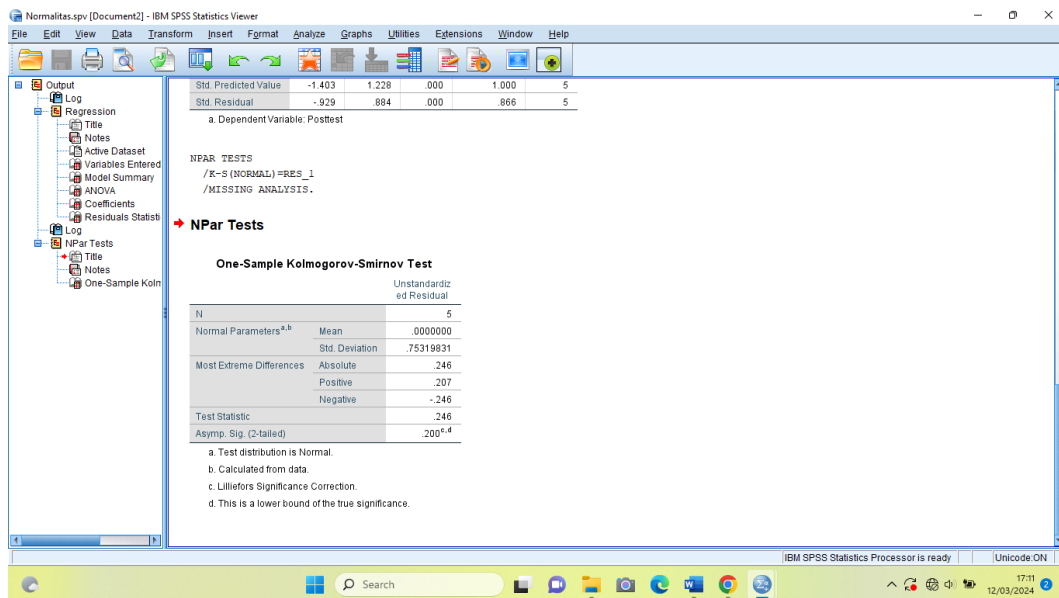 Normalitas.spv [Document2] - IBM SPSS Statistics Viewer
File Edit View Data Transform Insert Format Analyze Graphs Utilities Extensions Window Help
Output
Log
Regression
Title
Notes
Active Dataset
Variables Entered
Model Summary
ANOVA
Coefficients
Residuals Statisti
Log
NPar Tests
Title
Notes
One-Sample Kolm
Std. Predicted Value -1.403 1.228 .000 1.000 5
Std. Residual -.929 .884 .000 .866 5
a. Dependent Variable: Posttest
NPAR TESTS
/K-S(NORMAL)=RES_1
/MISSING ANALYSIS.
NPar Tests
One-Sample Kolmogorov-Smirnov Test
Unstandardiz
ed Residual
N 5
Normal Parameters a,b Mean .0000000
Std. Deviation .75319831
Most Extreme Differences Absolute .246
Positive .207
Negative -.246
Test Statistic .246
Asymp. Sig. (2-tailed) .200 c,d
a. Test distribution is Normal.
b. Calculated from data.
c. Lilliefors Significance Correction.
d. This is a lower bound of the true significance.
IBM SPSS Statistics Processor is ready Unicode:ON
Search
17:11
12/03/2024
2